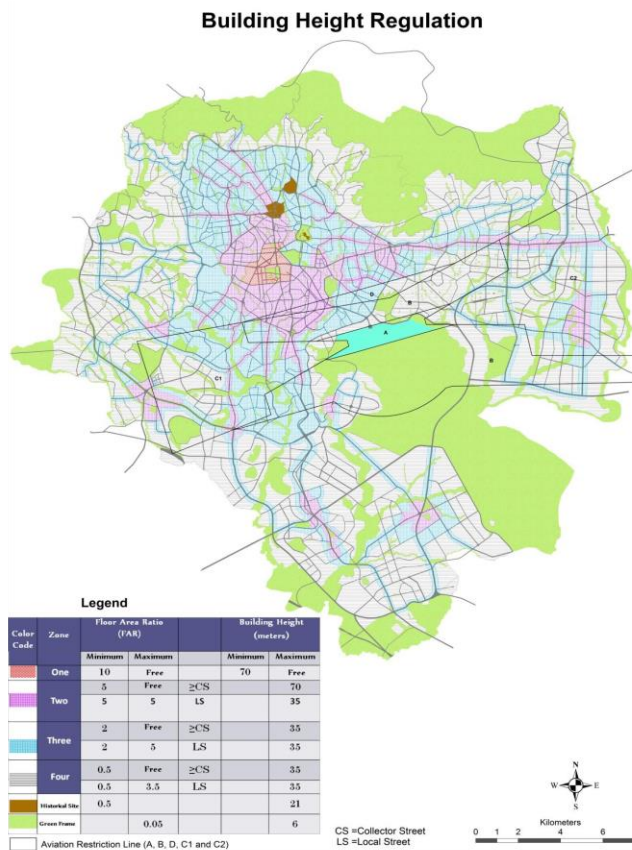 Building Height Regulation
C2
D
B
C
A
B
C1
Legend
Color Code Zone Floor Area Ratio (FAR) Building Height (meters)
Minimum Maximum Minimum Maximum
One 10 Free 70 Free
5 Free ≥CS 70
Two 5 5 LS 35
2 Free ≥CS 35
Three
2 5 LS 35
0.5 Free ≥CS 35
Four
0.5 3.5 LS 35
Historical Site 0.5 21
Green Frame 0.05 6
Aviation Restriction Line (A, B, D, C1 and C2)
CS =Collector Street
LS =Local Street
N
W E
S
Kilometers
0 1 2 4 6